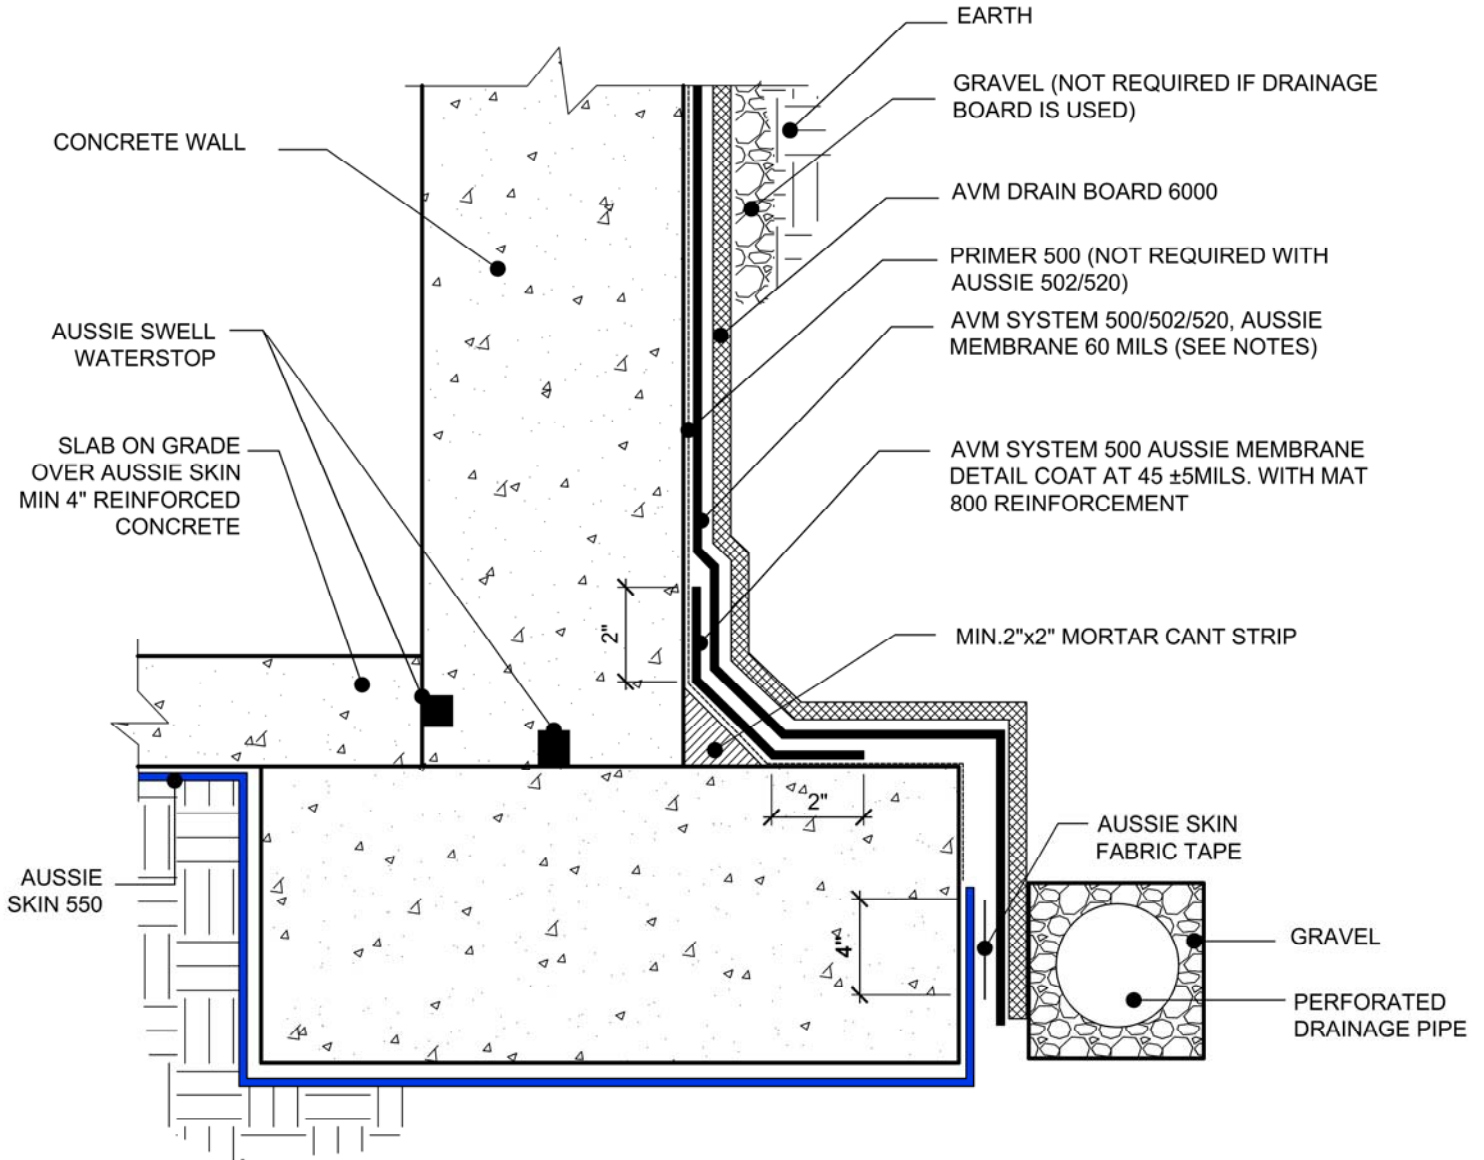 EARTH
GRAVEL (NOT REQUIRED IF DRAINAGE
BOARD IS USED)
CONCRETE WALL
AVM DRAIN BOARD 6000
PRIMER 500 (NOT REQUIRED WITH
AUSSIE 502/520)
AUSSIE SWELL
WATERSTOP
AVM SYSTEM 500/502/520, AUSSIE
MEMBRANE 60 MILS (SEE NOTES)
SLAB ON GRADE
OVER AUSSIE SKIN
MIN 4" REINFORCED
CONCRETE
AVM SYSTEM 500 AUSSIE MEMBRANE
DETAIL COAT AT 45 ±5MILS. WITH MAT
800 REINFORCEMENT
2"
MIN.2"x2" MORTAR CANT STRIP
2"
AUSSIE SKIN
FABRIC TAPE
AUSSIE
SKIN 550
4"
GRAVEL
PERFORATED
DRAINAGE PIPE